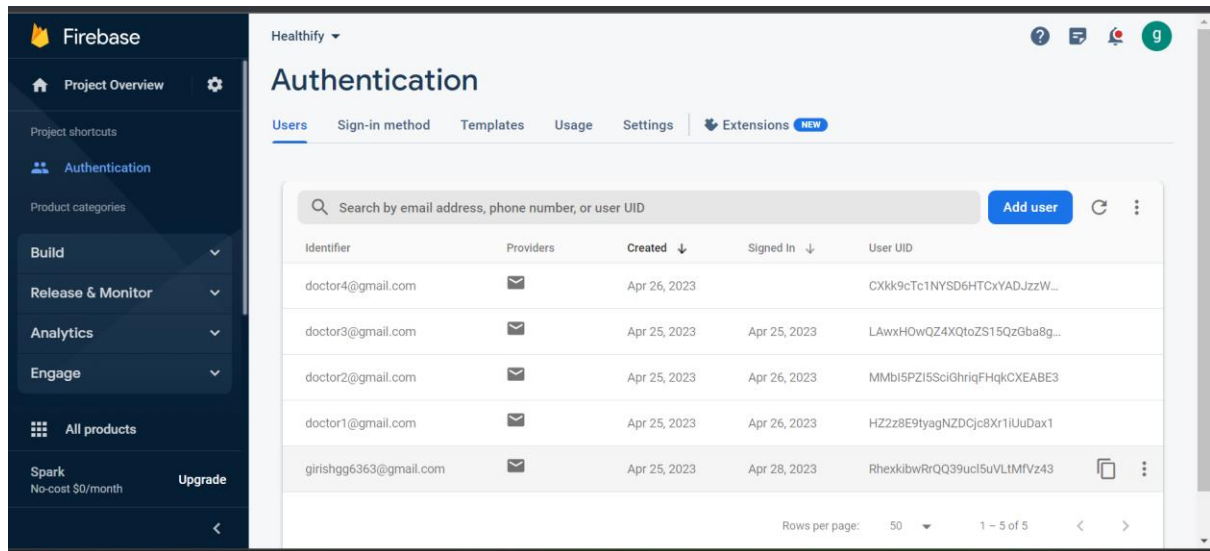 Firebase
Healthify
g
Project Overview
Authentication
Project shortcuts
Users Sign-in method Templates Usage Settings Extensions NEW
Authentication
Product categories
Search by email address, phone number, or user UID Add user
Build
Identifier Providers Created Signed In User UID
Release & Monitor
doctor4@gmail.com Apr 26, 2023 CXkk9cTc1NYSD6HTCxYADJzzW...
Analytics
doctor3@gmail.com Apr 25, 2023 Apr 25, 2023 LAwxHOwQZ4XQtoZS15QzGba8g...
Engage
doctor2@gmail.com Apr 25, 2023 Apr 26, 2023 MMbI5PZI5SciGhriqFHqkCXEABE3
All products
doctor1@gmail.com Apr 25, 2023 Apr 26, 2023 HZ2z8E9tyagNZDCjc8Xr1iUuDax1
Spark
No-cost $0/month
Upgrade
girishgg6363@gmail.com Apr 25, 2023 Apr 28, 2023 RhexkibwRrQQ39ucl5uVLtMfVz43
Rows per page: 50 1 – 5 of 5